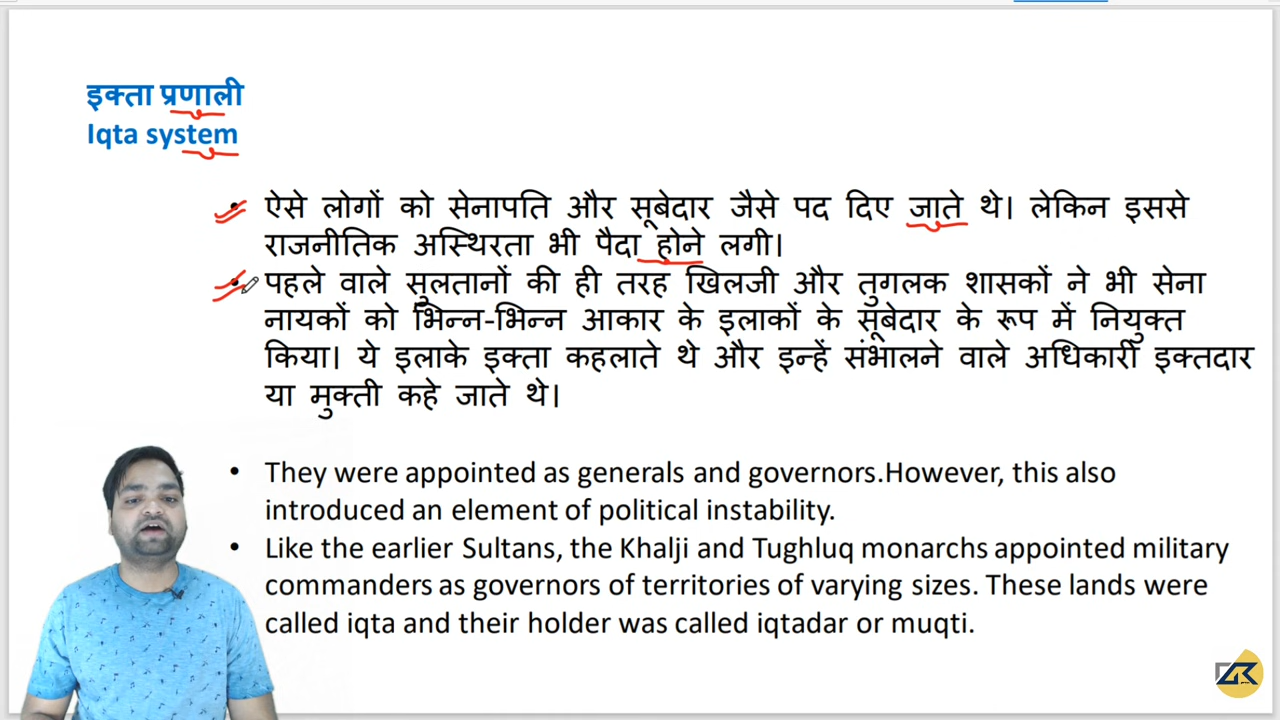 इक्ता प्रणाली
Iqta system
• ऐसे लोगों को सेनापति और सूबेदार जैसे पद दिए जाते थे। लेकिन इससे
राजनीतिक अस्थिरता भी पैदा होने लगी।
• पहले वाले सुलतानों की ही तरह खिलजी और तुगलक शासकों ने भी सेना
नायकों को भिन्न-भिन्न आकार के इलाकों के सूबेदार के रूप में नियुक्त
किया। ये इलाके इक्ता कहलाते थे और इन्हें संभालने वाले अधिकारी इक्तदार
या मुक्ती कहे जाते थे।
• They were appointed as generals and governors.However, this also
introduced an element of political instability.
• Like the earlier Sultans, the Khalji and Tughluq monarchs appointed military
commanders as governors of territories of varying sizes. These lands were
called iqta and their holder was called iqtadar or muqti.